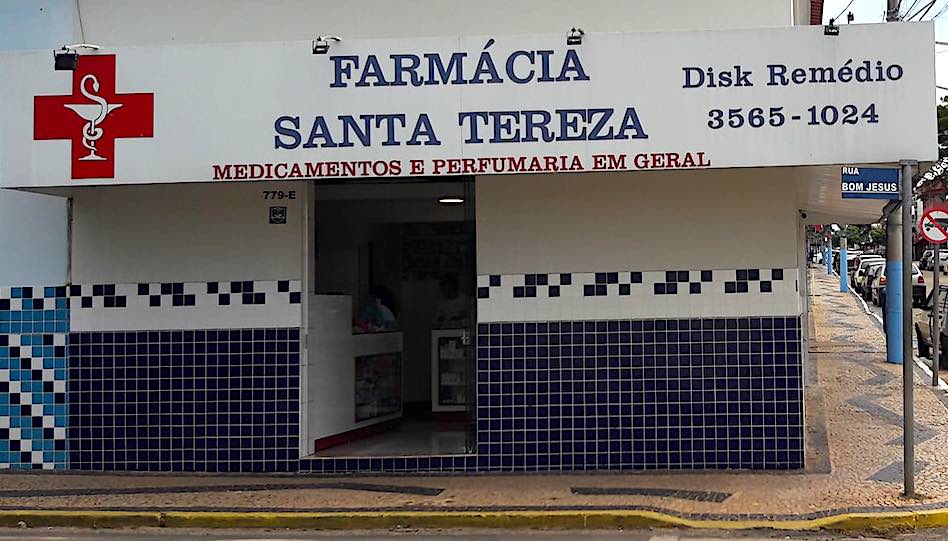 FARMÁCIA
SANTA TEREZA
MEDICAMENTOS E PERFUMARIA EM GERAL
Disk Remédio
3565-1024
779-E
RUA
BOM JESUS